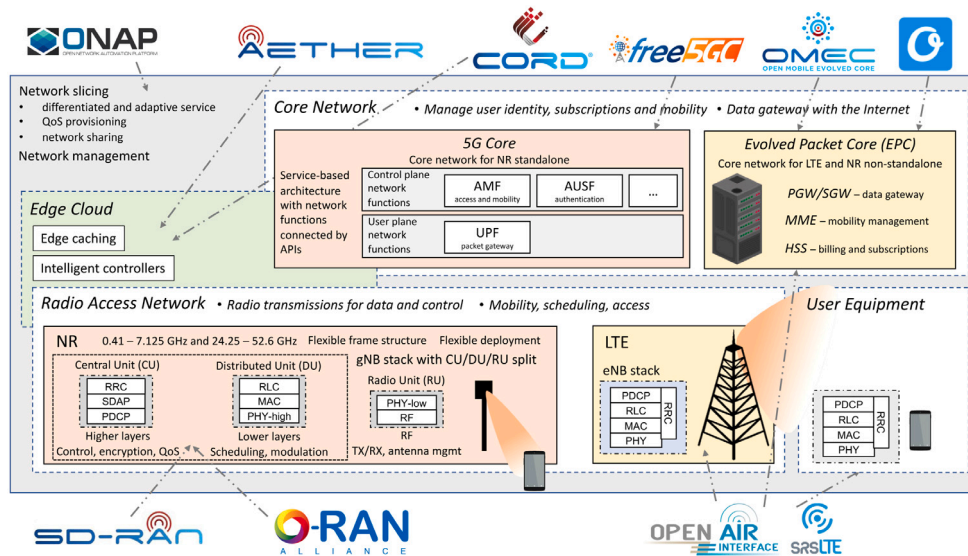 ONAP
OPEN NETWORK AUTOMATION PLATFORM
AETHER
CORD®
free5GC
OMEC
OPEN MOBILE EVOLVED CORE
Network slicing
• differentiated and adaptive service
• QoS provisioning
• network sharing
Network management
Core Network
• Manage user identity, subscriptions and mobility
• Data gateway with the Internet
5G Core
Core network for NR standalone
Service-based
architecture
with network
functions
connected by
APIs
Control plane
network
functions
AMF
access and mobility
AUSF
authentication
...
User plane
network
functions
UPF
packet gateway
Evolved Packet Core (EPC)
Core network for LTE and NR non-standalone
PGW/SGW – data gateway
MME – mobility management
HSS – billing and subscriptions
Edge Cloud
Edge caching
Intelligent controllers
Radio Access Network
• Radio transmissions for data and control
• Mobility, scheduling, access
NR
0.41 – 7.125 GHz and 24.25 – 52.6 GHz
Flexible frame structure
Flexible deployment
gNB stack with CU/DU/RU split
Central Unit (CU)
RRC
SDAP
PDCP
Higher layers
Control, encryption, QoS
Distributed Unit (DU)
RLC
MAC
PHY-high
Lower layers
Scheduling, modulation
Radio Unit (RU)
PHY-low
RF
RF
TX/RX, antenna mgmt
LTE
eNB stack
PDCP
RLC
MAC
PHY
RRC
User Equipment
PDCP
RLC
MAC
PHY
RRC
SD-RAN
O-RAN
ALLIANCE
OPEN AIR
INTERFACE
SRSLTE